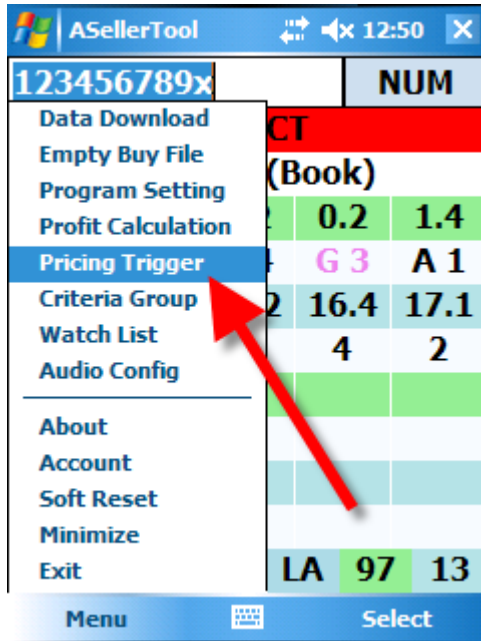 ASellerTool 12:50
123456789x NUM
Data Download
CT
Empty Buy File
(Book)
Program Setting
Profit Calculation 0.2 1.4
Pricing Trigger G 3 A 1
Criteria Group 2 16.4 17.1
Watch List 4 2
Audio Config
About
Account
Soft Reset
Minimize
Exit LA 97 13
Menu Select